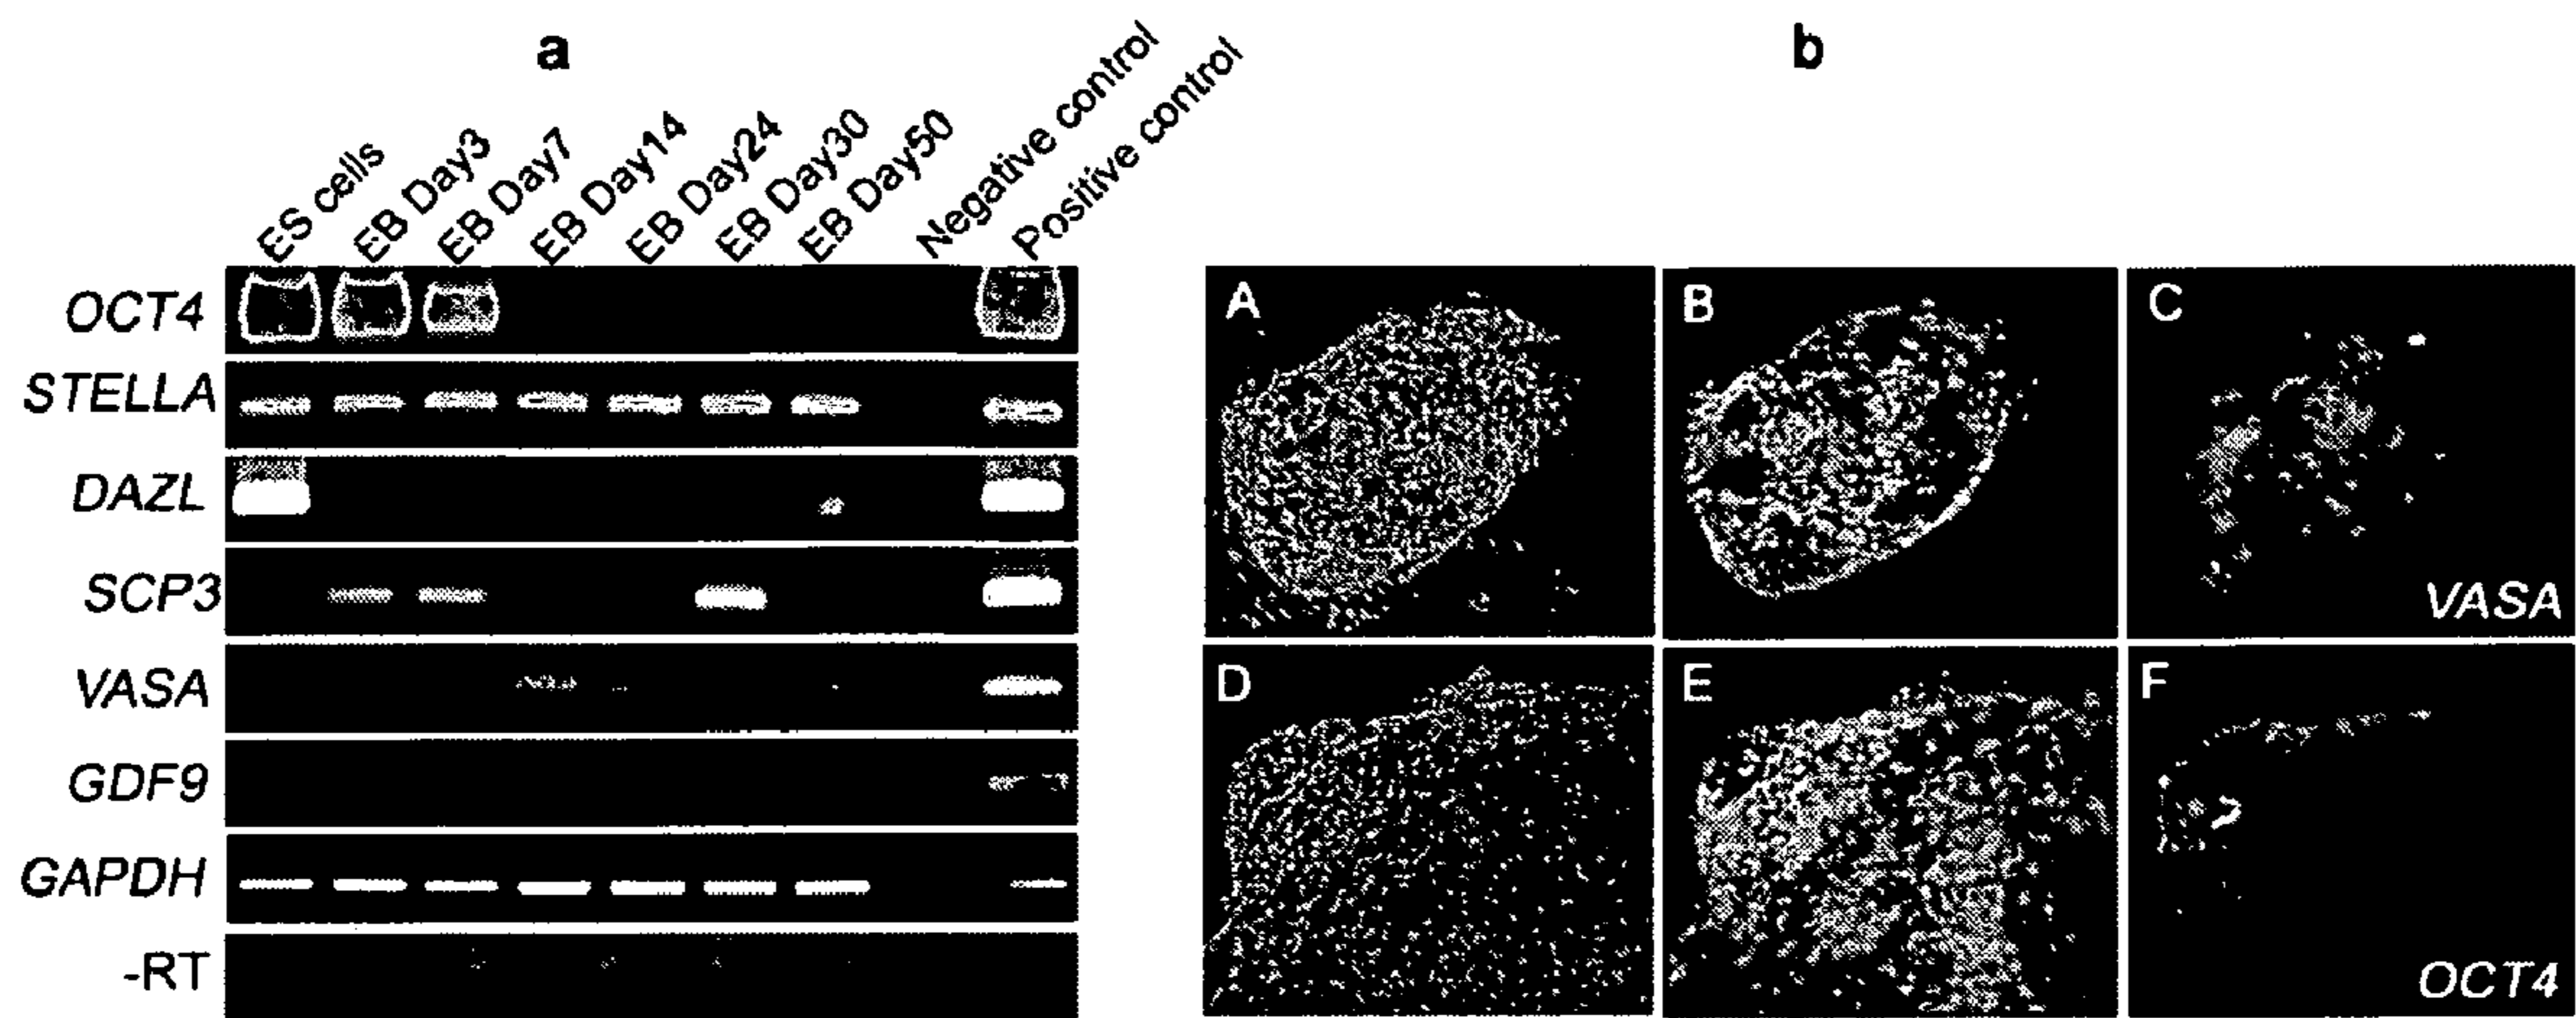 a
b
ES cells
EB Day3
EB Day7
EB Day14
EB Day24
EB Day30
EB Day50
Negative control
Positive control
OCT4
STELLA
DAZL
SCP3
VASA
GDF9
GAPDH
-RT
A
B
C
VASA
D
E
F
OCT4